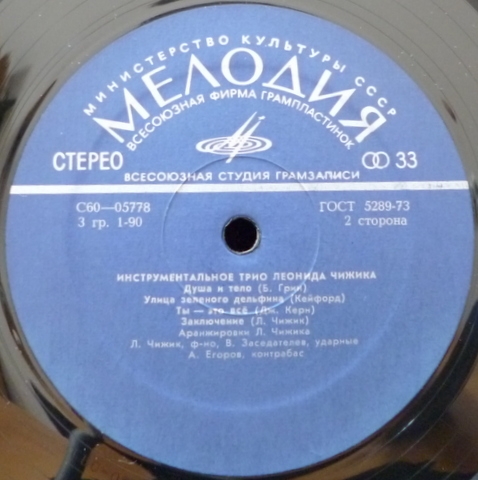 МИНИСТЕРСТВО КУЛЬТУРЫ СССР
МЕЛОДИЯ
ВСЕСОЮЗНАЯ ФИРМА ГРАМПЛАСТИНОК
СТЕРЕО 33
ВСЕСОЮЗНАЯ СТУДИЯ ГРАМЗАПИСИ
С60—05778 ГОСТ 5289-73
3 гр. 1-90 2 сторона
ИНСТРУМЕНТАЛЬНОЕ ТРИО ЛЕОНИДА ЧИЖИКА
Душа и тело (Б. Грин)
Улица зеленого дельфина (Кейфорд)
Ты — это всё (Дж. Керн)
Заключение (Л. Чижик)
Аранжировки Л. Чижика
Л. Чижик, ф-но, В. Заседателев, ударные
А. Егоров, контрабас